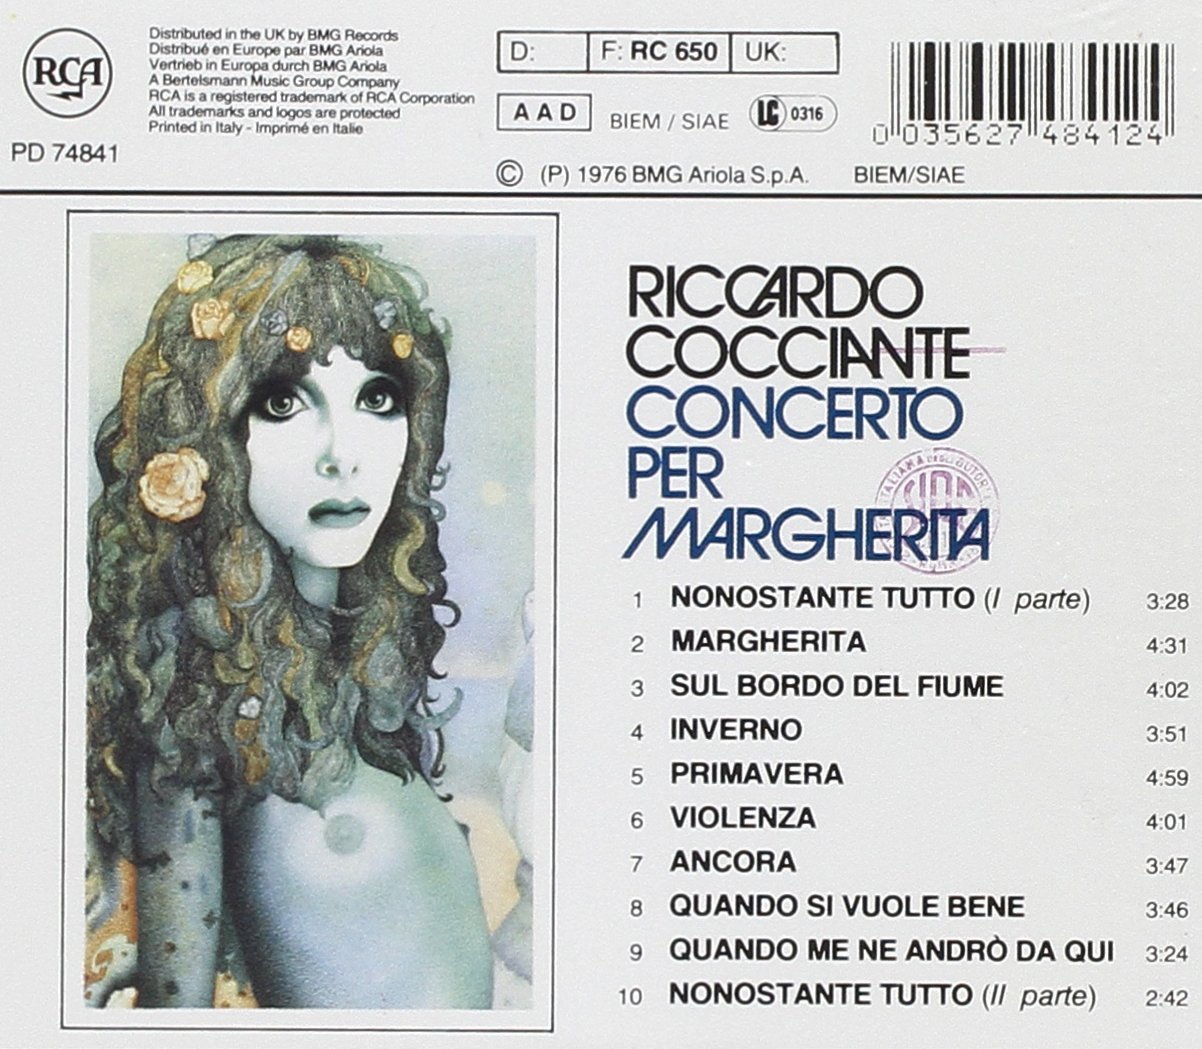 RCA
Distributed in the UK by BMG Records
Distribué en Europe par BMG Ariola
Vertrieb in Europa durch BMG Ariola
A Bertelsmann Music Group Company
RCA is a registered trademark of RCA Corporation
All trademarks and logos are protected
Printed in Italy - Imprimé en Italie
PD 74841
D:
F: RC 650
UK:
A A D
BIEM / SIAE
LC 0316
0 035627 484124
© (P) 1976 BMG Ariola S.p.A.
BIEM/SIAE
RICCARDO
COCCIANTE
CONCERTO
PER
MARGHERITA
SIAE
1 NONOSTANTE TUTTO (I parte) 3:28
2 MARGHERITA 4:31
3 SUL BORDO DEL FIUME 4:02
4 INVERNO 3:51
5 PRIMAVERA 4:59
6 VIOLENZA 4:01
7 ANCORA 3:47
8 QUANDO SI VUOLE BENE 3:46
9 QUANDO ME NE ANDRÒ DA QUI 3:24
10 NONOSTANTE TUTTO (II parte) 2:42